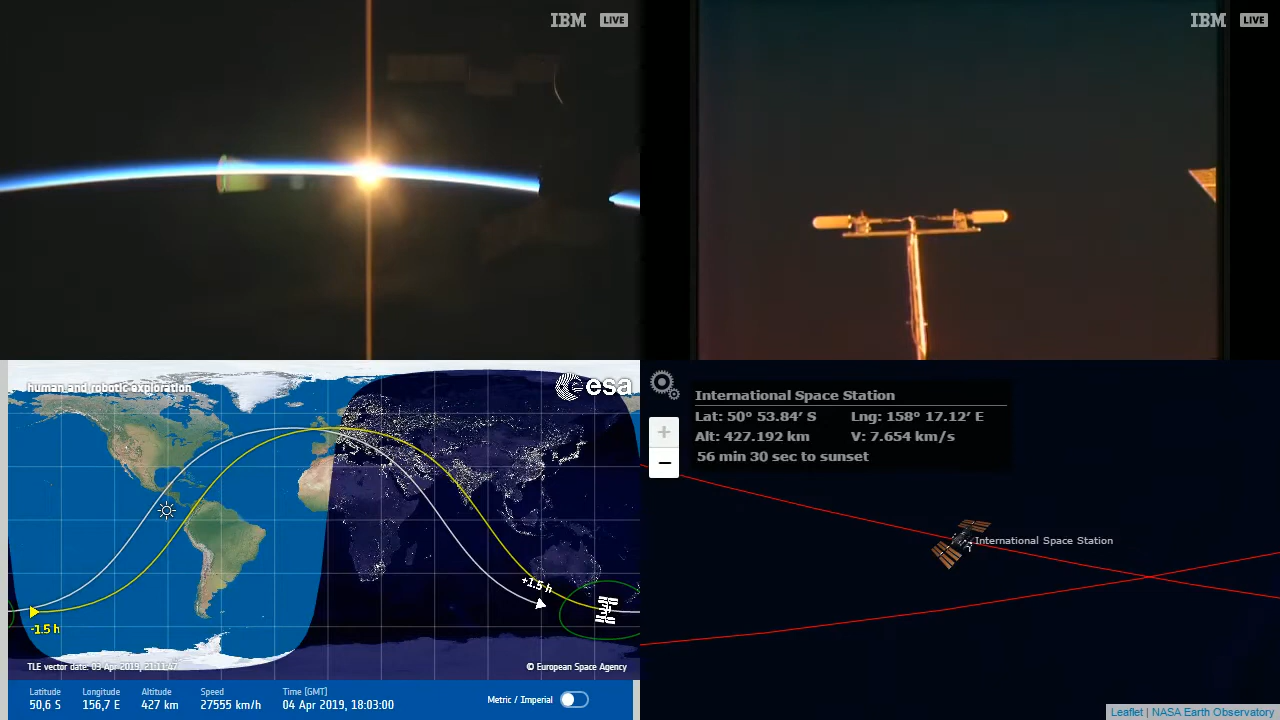 IBM LIVE
IBM LIVE
human and robotic exploration
esa
+1.5 h
-1.5 h
TLE vector date: 03 Apr 2019, 21:11:47
© European Space Agency
Latitude
50,6 S
Longitude
156,7 E
Altitude
427 km
Speed
27555 km/h
Time [GMT]
04 Apr 2019, 18:03:00
Metric / Imperial
+
−
International Space Station
Lat: 50° 53.84′ S Lng: 158° 17.12′ E
Alt: 427.192 km V: 7.654 km/s
56 min 30 sec to sunset
International Space Station
Leaflet | NASA Earth Observatory